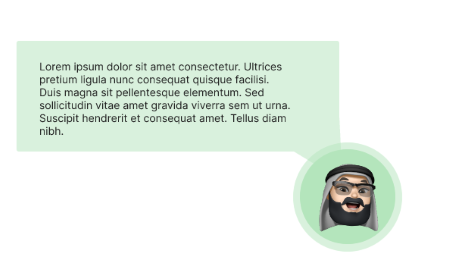 Lorem ipsum dolor sit amet consectetur. Ultrices
pretium ligula nunc consequat quisque facilisi.
Duis magna sit pellentesque elementum. Sed
sollicitudin vitae amet gravida viverra sem ut urna.
Suscipit hendrerit et consequat amet. Tellus diam
nibh.